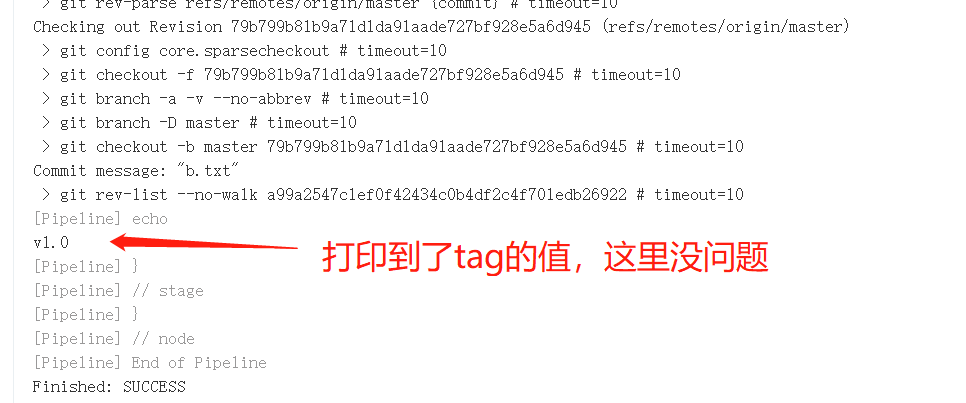 > git rev-parse refs/remotes/origin/master^{commit} # timeout=10
Checking out Revision 79b799b81b9a71d1da91aade727bf928e5a6d945 (refs/remotes/origin/master)
> git config core.sparsecheckout # timeout=10
> git checkout -f 79b799b81b9a71d1da91aade727bf928e5a6d945 # timeout=10
> git branch -a -v --no-abbrev # timeout=10
> git branch -D master # timeout=10
> git checkout -b master 79b799b81b9a71d1da91aade727bf928e5a6d945 # timeout=10
Commit message: "b.txt"
> git rev-list --no-walk a99a2547c1ef0f42434c0b4df2c4f701edb26922 # timeout=10
[Pipeline] echo
v1.0
打印到了tag的值，这里没问题
[Pipeline] }
[Pipeline] // stage
[Pipeline] }
[Pipeline] // node
[Pipeline] End of Pipeline
Finished: SUCCESS